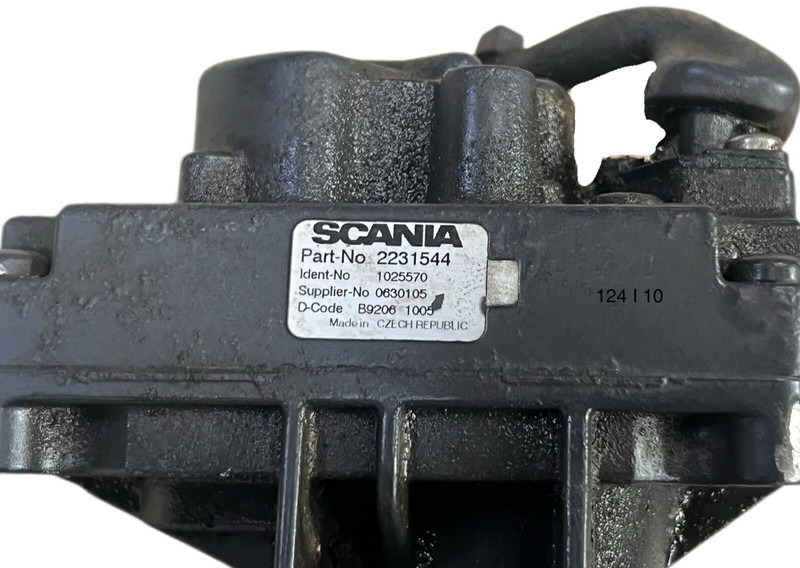 SCANIA
Part-No 2231544
Ident-No 1025570
Supplier-No 0630105
D-Code B9206 1005
Made in CZECH REPUBLIC
124 I 10